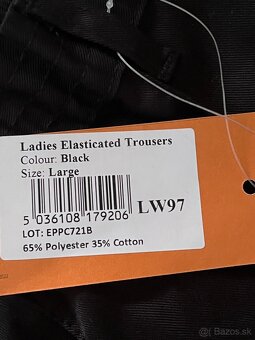 Ladies Elasticated Trousers
Colour: Black
Size: Large
5 036108 179206
LW97
LOT: EPPC721B
65% Polyester 35% Cotton
Bazos.sk